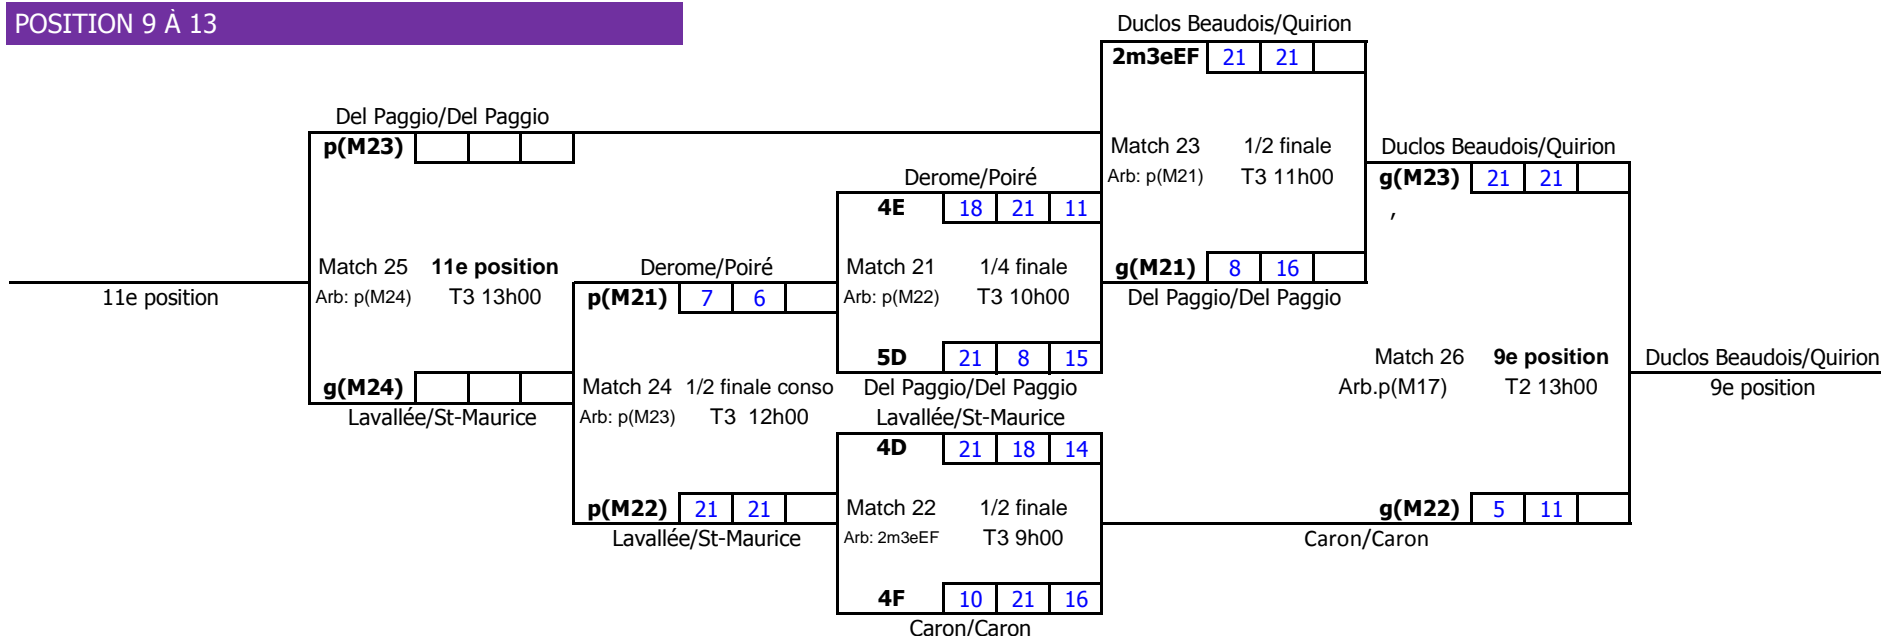 POSITION 9 À 13
Duclos Beaudois/Quirion
2m3eEF 21 21
Del Paggio/Del Paggio
p(M23)
Match 23 1/2 finale
Arb: p(M21) T3 11h00
Duclos Beaudois/Quirion
g(M23) 21 21
,
Derome/Poiré
4E 18 21 11
Match 25 11e position
Arb: p(M24) T3 13h00
11e position
Derome/Poiré
p(M21) 7 6
Match 21 1/4 finale
Arb: p(M22) T3 10h00
g(M21) 8 16
Del Paggio/Del Paggio
5D 21 8 15
Del Paggio/Del Paggio
Match 26 9e position
Arb.p(M17) T2 13h00
Duclos Beaudois/Quirion
9e position
g(M24)
Lavallée/St-Maurice
Match 24 1/2 finale conso
Arb: p(M23) T3 12h00
Lavallée/St-Maurice
4D 21 18 14
p(M22) 21 21
Lavallée/St-Maurice
Match 22 1/2 finale
Arb: 2m3eEF T3 9h00
g(M22) 5 11
Caron/Caron
4F 10 21 16
Caron/Caron